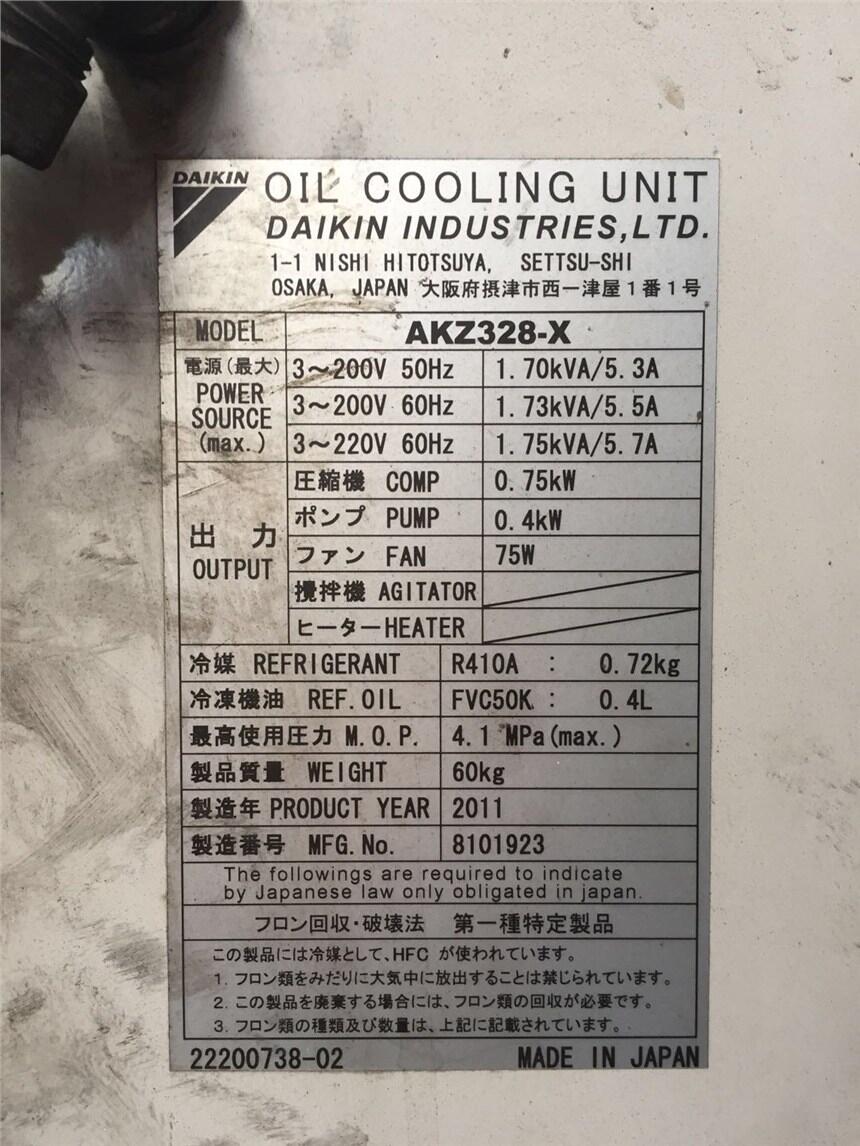 DAIKIN OIL COOLING UNIT
DAIKIN INDUSTRIES,LTD.
1-1 NISHI HITOTSUYA, SETTSU-SHI
OSAKA, JAPAN 大阪府摂津市西一津屋1番1号
MODEL AKZ328-X
電源(最大) POWER SOURCE (max.)
3～200V 50Hz 1.70kVA/5.3A
3～200V 60Hz 1.73kVA/5.5A
3～220V 60Hz 1.75kVA/5.7A
出力 OUTPUT
圧縮機 COMP 0.75kW
ポンプ PUMP 0.4kW
ファン FAN 75W
攪拌機 AGITATOR
ヒーター HEATER
冷媒 REFRIGERANT R410A : 0.72kg
冷凍機油 REF.OIL FVC50K : 0.4L
最高使用圧力 M.O.P. 4.1 MPa(max.)
製品質量 WEIGHT 60kg
製造年 PRODUCT YEAR 2011
製造番号 MFG.No. 8101923
The followings are required to indicate
by Japanese law only obligated in japan.
フロン回収・破壊法 第一種特定製品
この製品には冷媒として、HFC が使われています。
1. フロン類をみだりに大気中に放出することは禁じられています。
2. この製品を廃棄する場合には、フロン類の回収が必要です。
3. フロン類の種類及び数量は、上記に記載されています。
22200738-02 MADE IN JAPAN